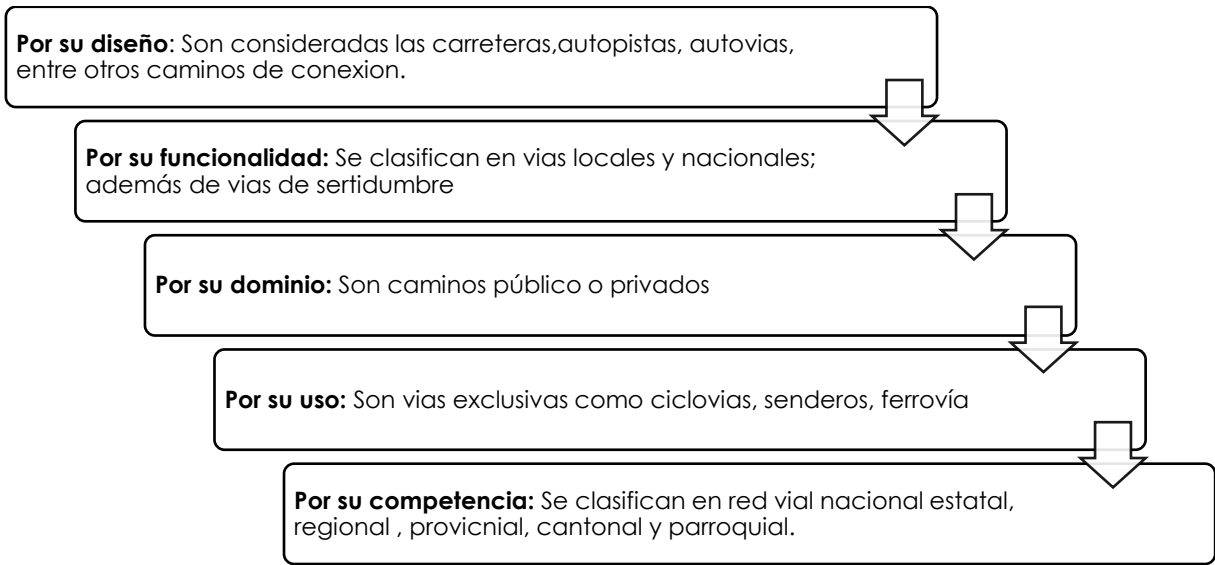 Por su diseño: Son consideradas las carreteras,autopistas, autovias,
entre otros caminos de conexion.
Por su funcionalidad: Se clasifican en vias locales y nacionales;
además de vias de sertidumbre
Por su dominio: Son caminos público o privados
Por su uso: Son vias exclusivas como ciclovias, senderos, ferrovía
Por su competencia: Se clasifican en red vial nacional estatal,
regional , provicnial, cantonal y parroquial.